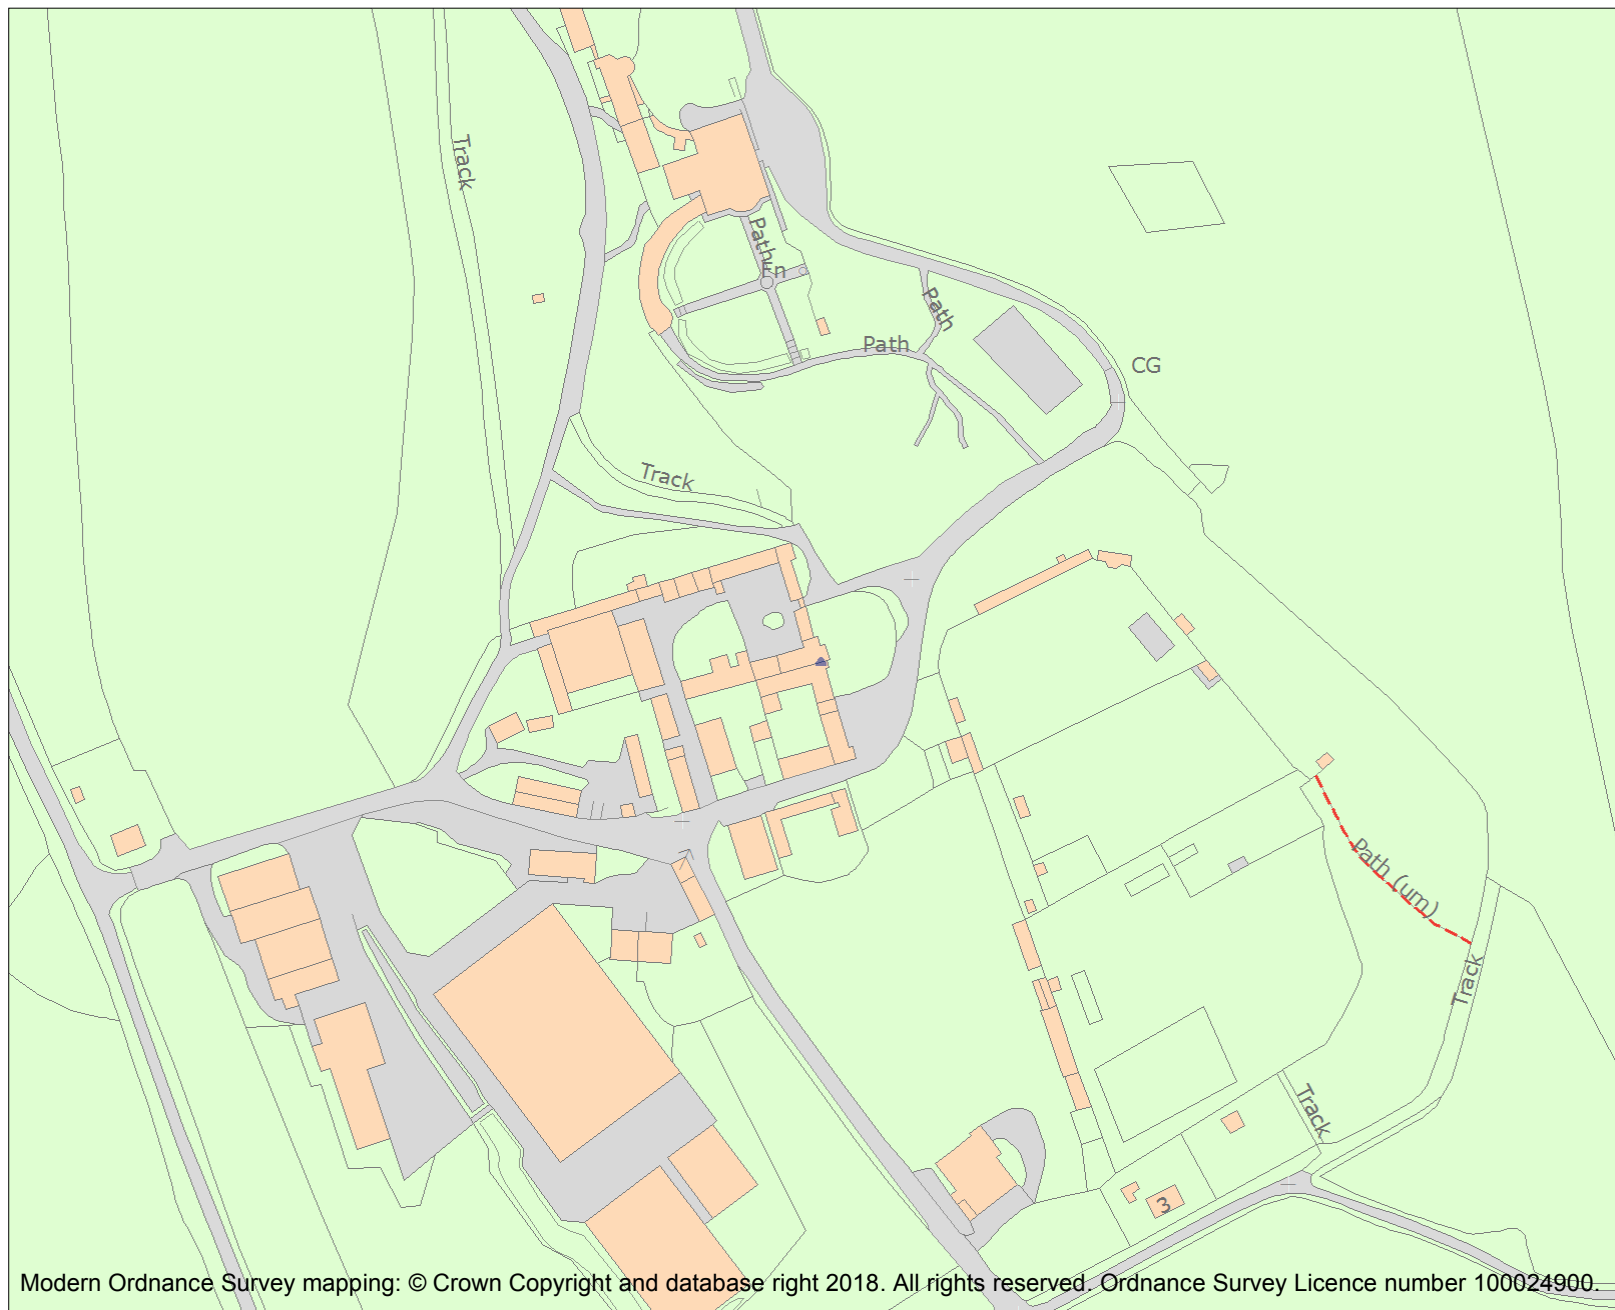 Track
Path
Fn
Path
Path
CG
Track
Path (um)
Track
Track
3
Modern Ordnance Survey mapping: © Crown Copyright and database right 2018. All rights reserved. Ordnance Survey Licence number 100024900.